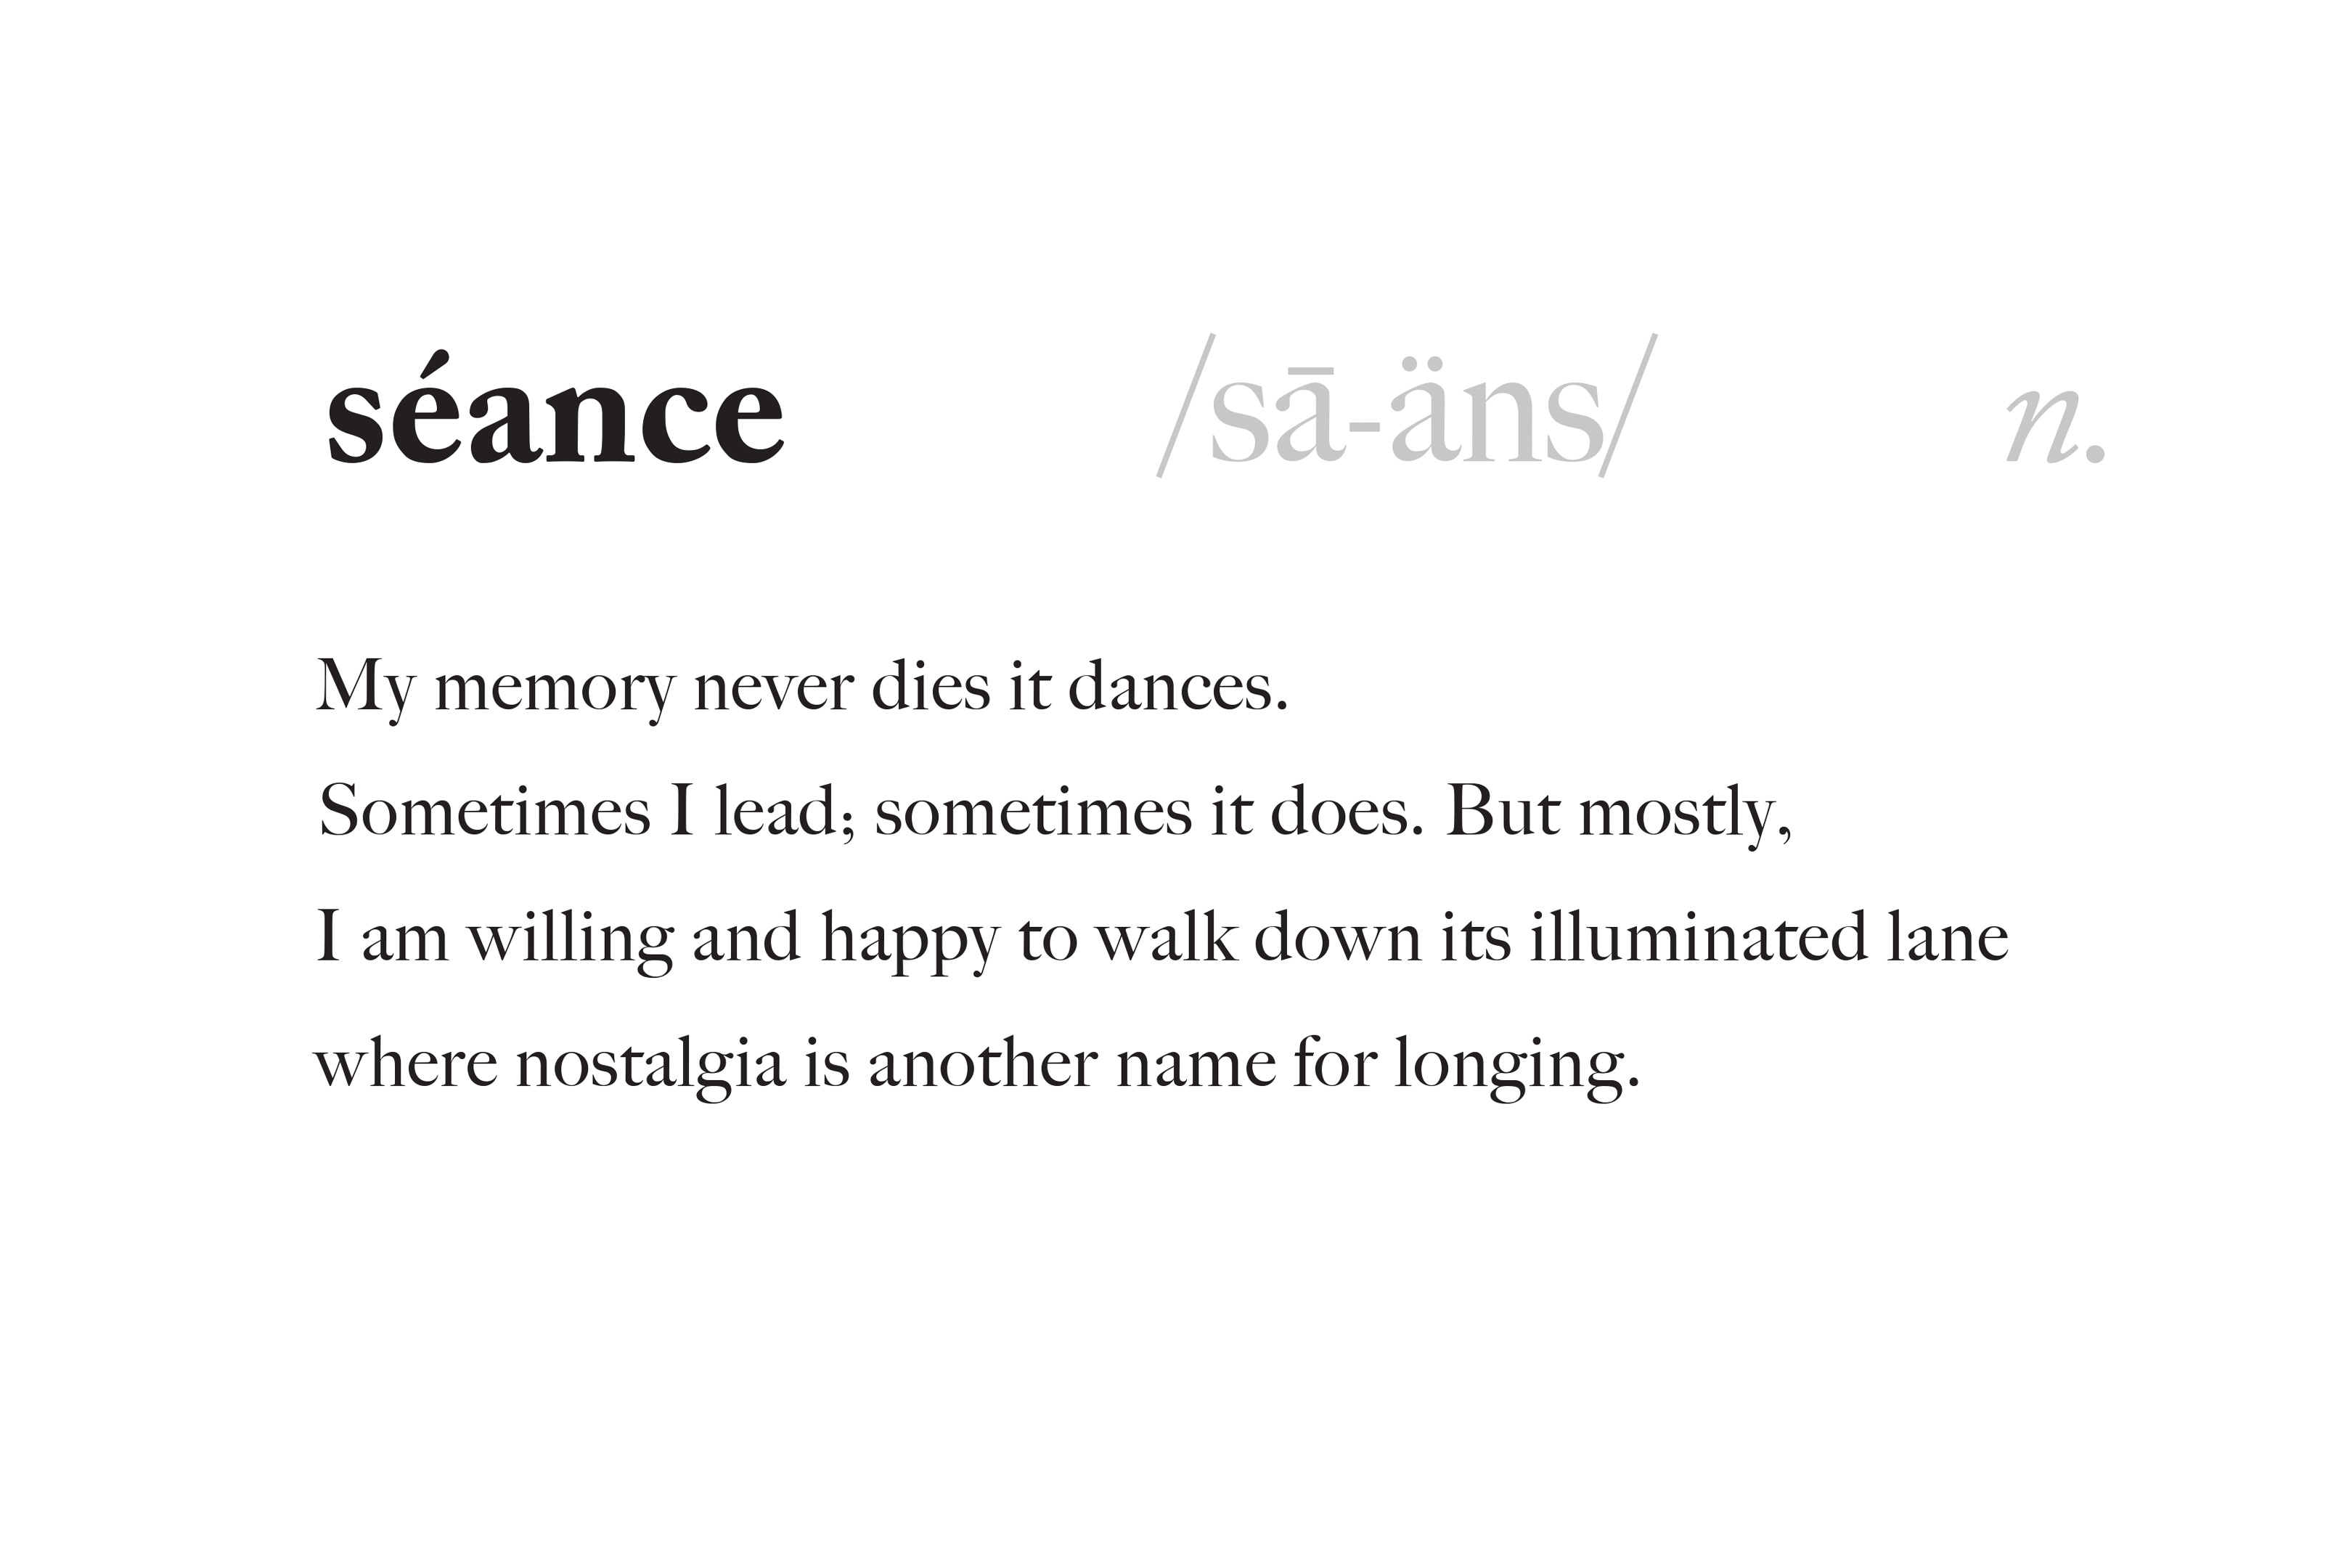 séance /sā-äns/ n.
My memory never dies it dances.
Sometimes I lead; sometimes it does. But mostly,
I am willing and happy to walk down its illuminated lane
where nostalgia is another name for longing.